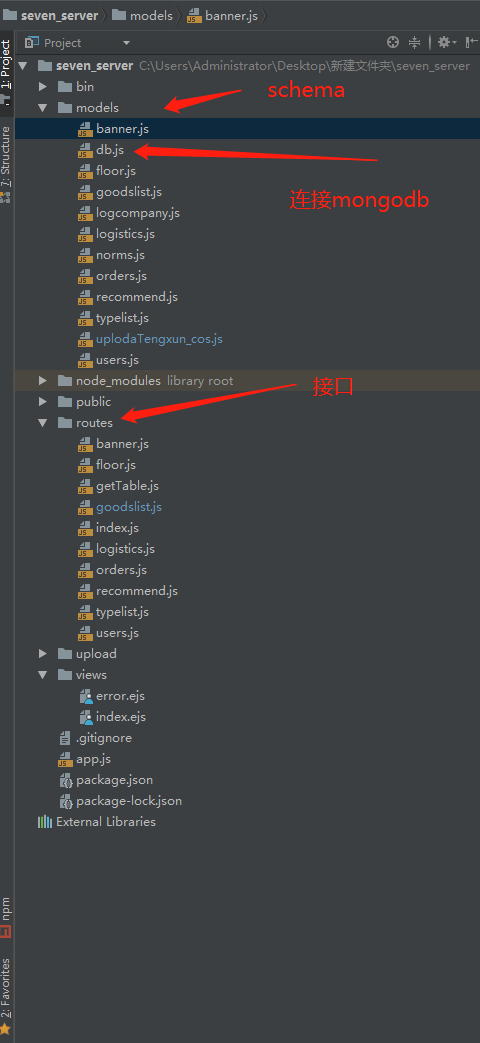 seven_server models banner.js
Project
1: Project
7: Structure
seven_server C:\Users\Administrator\Desktop\新建文件夹\seven_server
bin
schema
models
banner.js
db.js
floor.js
goodslist.js
连接mongodb
logcompany.js
logistics.js
norms.js
orders.js
recommend.js
typelist.js
uplodaTengxun_cos.js
users.js
node_modules library root
接口
public
routes
banner.js
floor.js
getTable.js
goodslist.js
index.js
logistics.js
orders.js
recommend.js
typelist.js
users.js
upload
views
error.ejs
index.ejs
.gitignore
app.js
package.json
package-lock.json
External Libraries
npm
2: Favorites